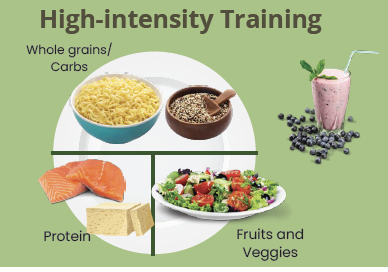 High-intensity Training
Whole grains/
Carbs
Protein
Fruits and
Veggies